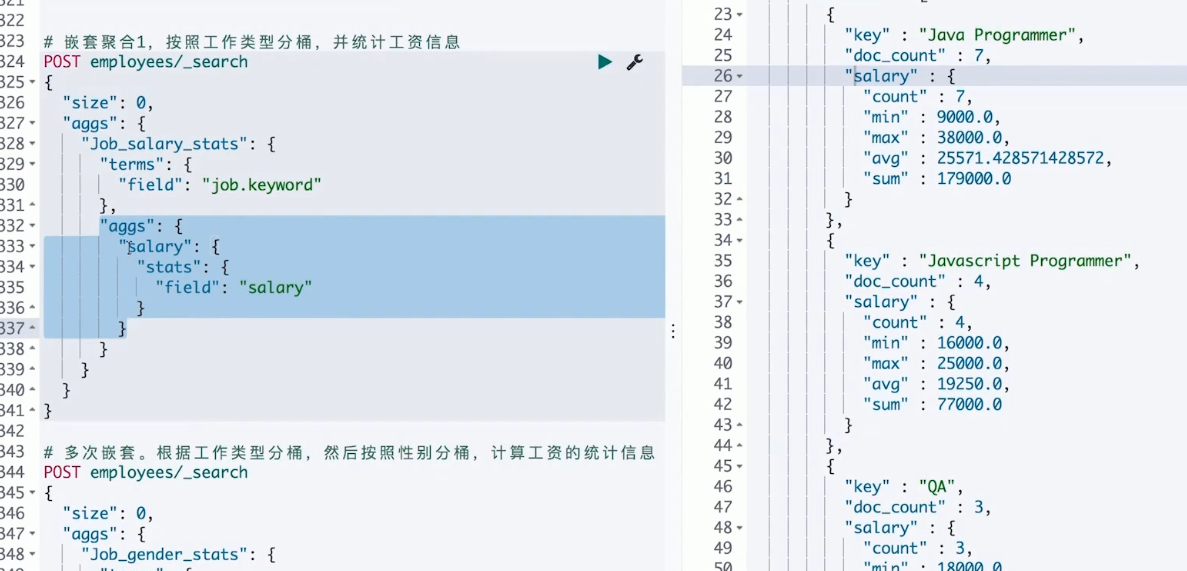 321
322
323 # 嵌套聚合1，按照工作类型分桶，并统计工资信息
324 POST employees/_search
325 {
326 "size": 0,
327 "aggs": {
328 "Job_salary_stats": {
329 "terms": {
330 "field": "job.keyword"
331 },
332 "aggs": {
333 "salary": {
334 "stats": {
335 "field": "salary"
336 }
337 }
338 }
339 }
340 }
341 }
342
343 # 多次嵌套。根据工作类型分桶，然后按照性别分桶，计算工资的统计信息
344 POST employees/_search
345 {
346 "size": 0,
347 "aggs": {
348 "Job_gender_stats": {
23 {
24 "key" : "Java Programmer",
25 "doc_count" : 7,
26 "salary" : {
27 "count" : 7,
28 "min" : 9000.0,
29 "max" : 38000.0,
30 "avg" : 25571.428571428572,
31 "sum" : 179000.0
32 }
33 },
34 {
35 "key" : "Javascript Programmer",
36 "doc_count" : 4,
37 "salary" : {
38 "count" : 4,
39 "min" : 16000.0,
40 "max" : 25000.0,
41 "avg" : 19250.0,
42 "sum" : 77000.0
43 }
44 },
45 {
46 "key" : "QA",
47 "doc_count" : 3,
48 "salary" : {
49 "count" : 3,
50 "min" : 18000.0